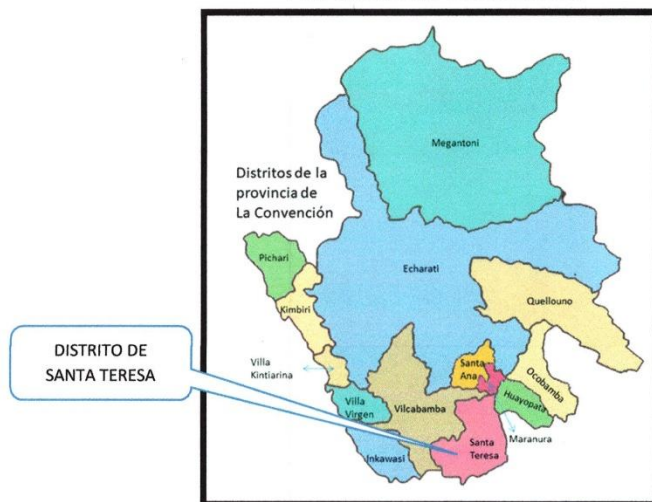 Megantoni
Distritos de la
provincia de
La Convención
Pichari
Echarati
Kimbiri
Quellouno
DISTRITO DE
SANTA TERESA
Villa
Kintiarina
Santa
Ana
Ocobamba
Villa
Virgen
Vilcabamba
Huayopata
Maranura
Santa
Teresa
Inkawasi